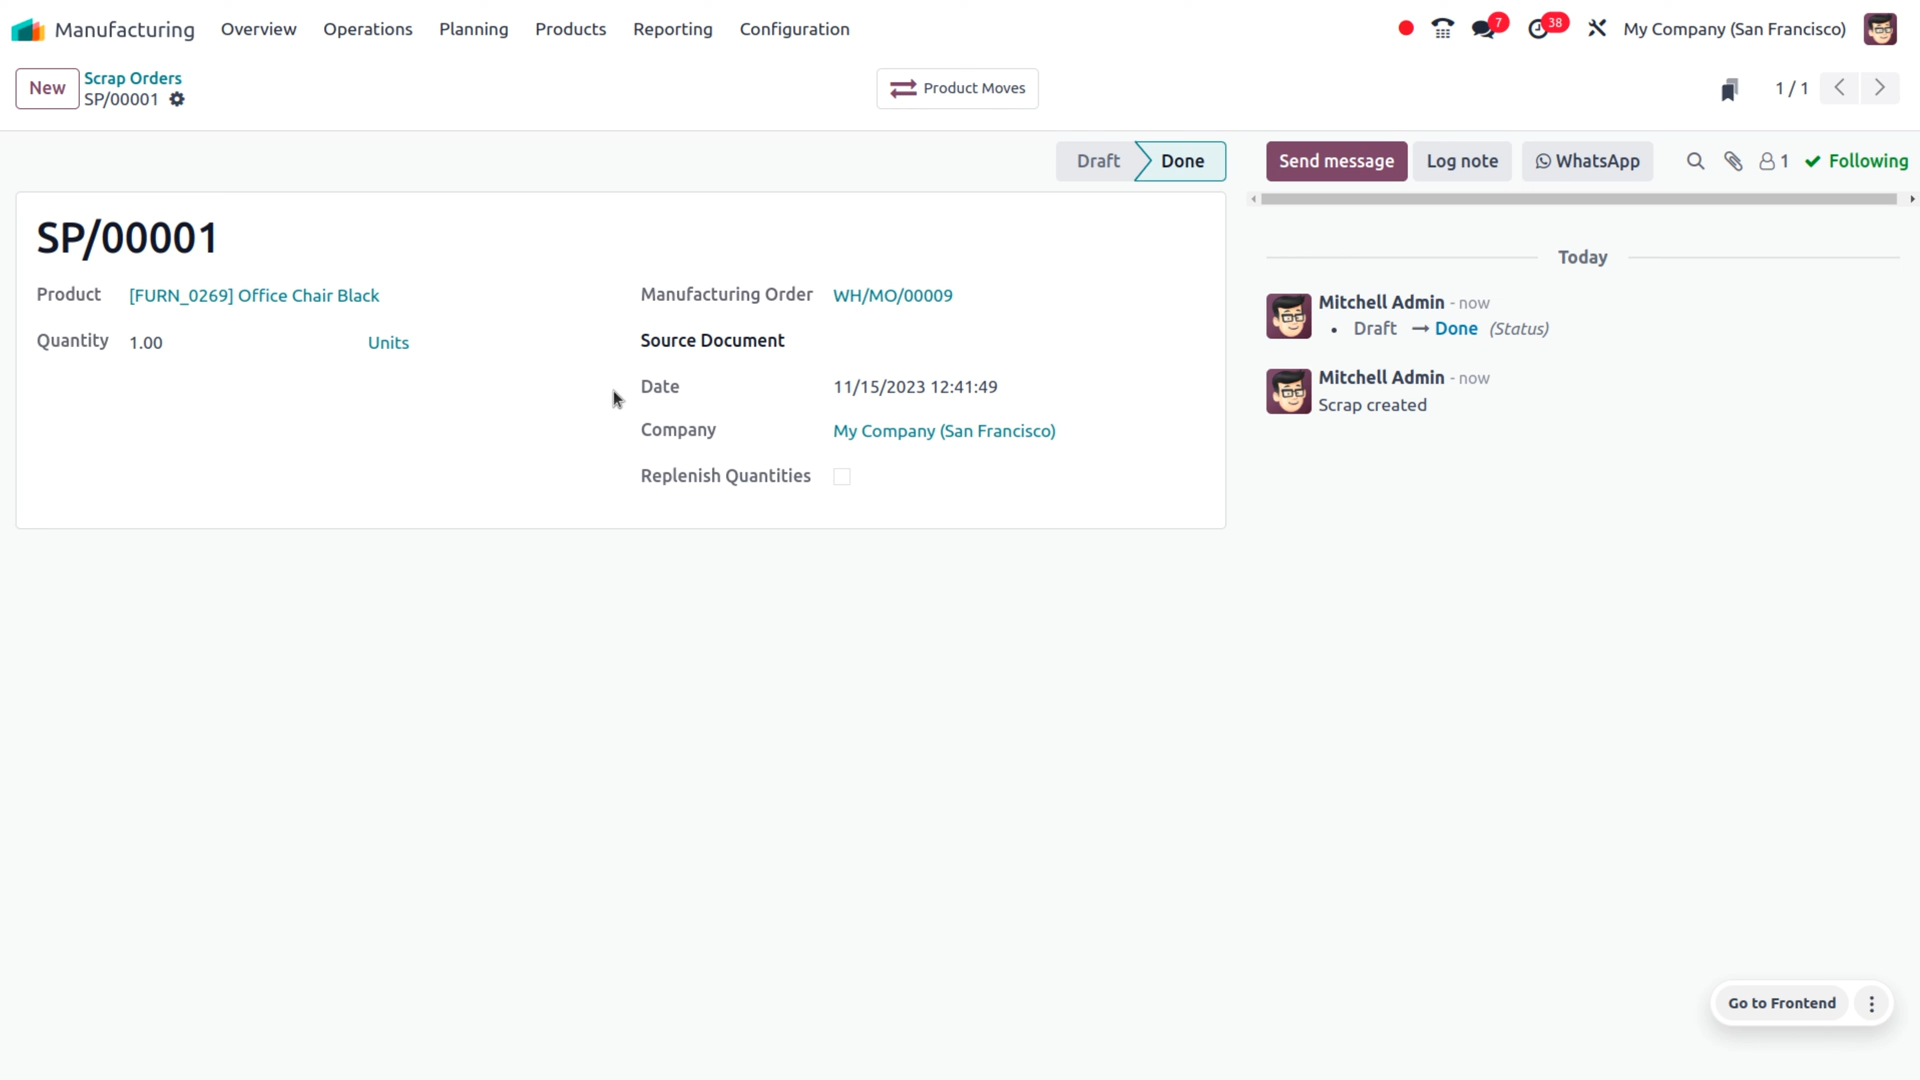 Manufacturing Overview Operations Planning Products Reporting Configuration 7 38 My Company (San Francisco)
New Scrap Orders
SP/00001
Product Moves
1 / 1
Draft Done Send message Log note WhatsApp 1 Following
SP/00001
Product [FURN_0269] Office Chair Black
Quantity 1.00 Units
Manufacturing Order WH/MO/00009
Source Document
Date 11/15/2023 12:41:49
Company My Company (San Francisco)
Replenish Quantities
Today
Mitchell Admin - now
• Draft → Done (Status)
Mitchell Admin - now
Scrap created
Go to Frontend